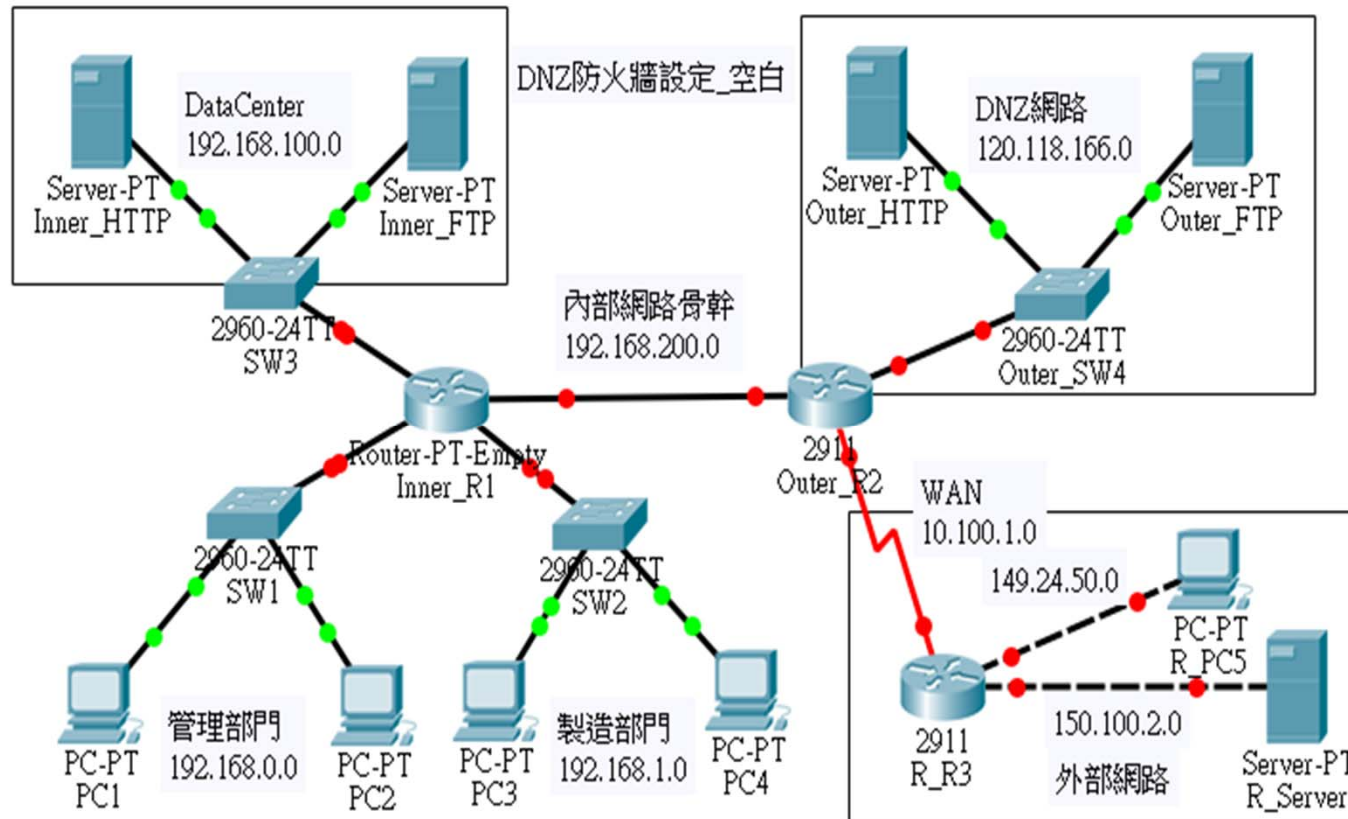 DataCenter
192.168.100.0
Server-PT
Inner_HTTP
Server-PT
Inner_FTP
2960-24TT
SW3
DNZ防火牆設定_空白
DNZ網路
120.118.166.0
Server-PT
Outer_HTTP
Server-PT
Outer_FTP
2960-24TT
Outer_SW4
內部網路骨幹
192.168.200.0
Router-PT-Empty
Inner_R1
2911
Outer_R2
2960-24TT
SW1
2960-24TT
SW2
PC-PT
PC1
管理部門
192.168.0.0
PC-PT
PC2
PC-PT
PC3
製造部門
192.168.1.0
PC-PT
PC4
WAN
10.100.1.0
149.24.50.0
PC-PT
R_PC5
2911
R_R3
150.100.2.0
外部網路
Server-PT
R_Server